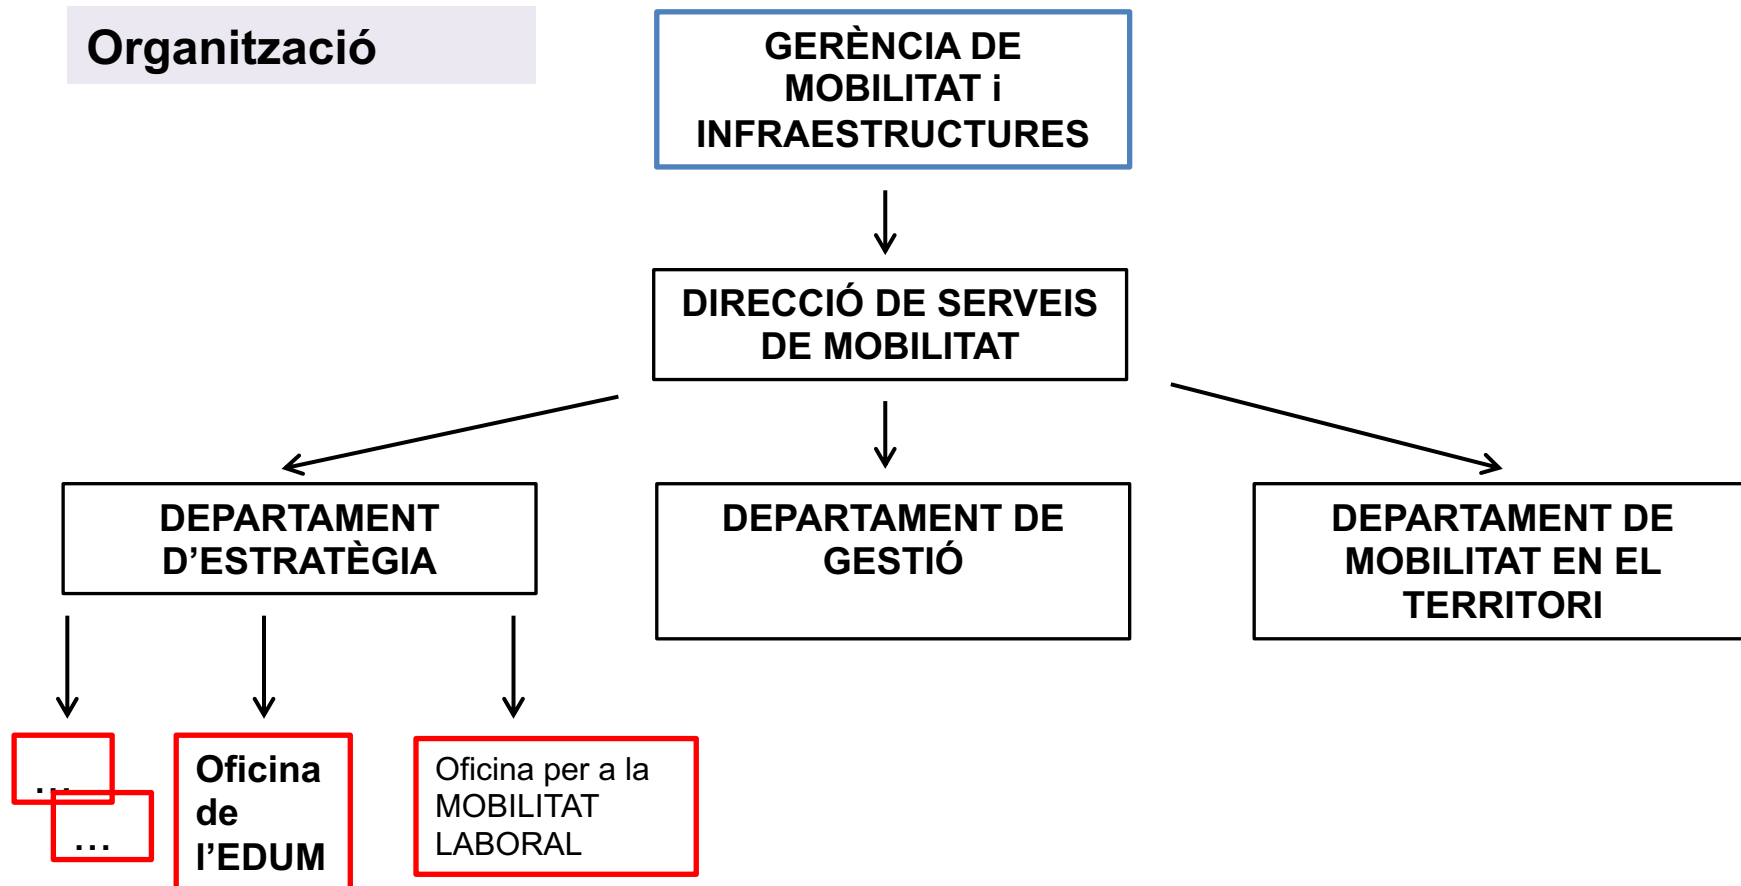 Organització
GERÈNCIA DE
MOBILITAT i
INFRAESTRUCTURES
DIRECCIÓ DE SERVEIS
DE MOBILITAT
DEPARTAMENT
D’ESTRATÈGIA
DEPARTAMENT DE
GESTIÓ
DEPARTAMENT DE
MOBILITAT EN EL
TERRITORI
...
...
Oficina
de
l’EDUM
Oficina per a la
MOBILITAT
LABORAL